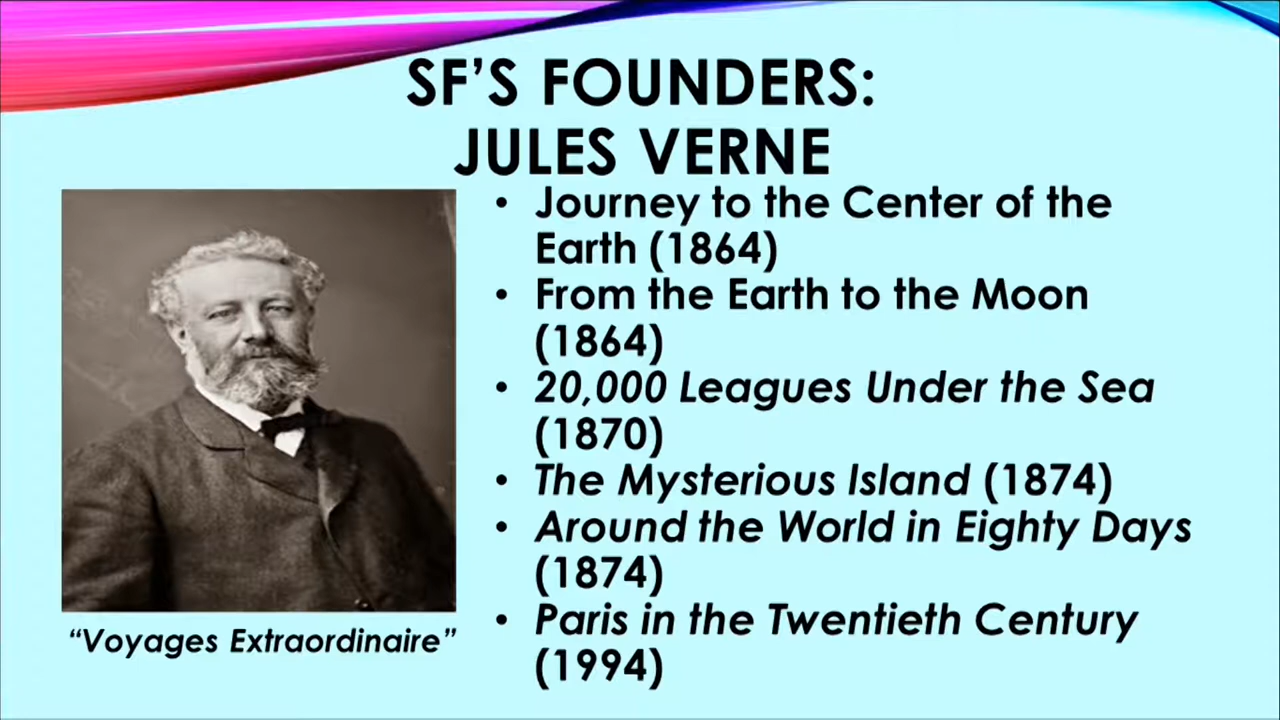 SF'S FOUNDERS:
JULES VERNE
• Journey to the Center of the
Earth (1864)
• From the Earth to the Moon
(1864)
• 20,000 Leagues Under the Sea
(1870)
• The Mysterious Island (1874)
• Around the World in Eighty Days
(1874)
• Paris in the Twentieth Century
(1994)
“Voyages Extraordinaire”